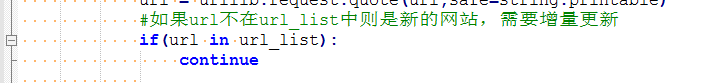 url = urllib.request.quote(url,safe=string.printable)
#如果url不在url_list中则是新的网站，需要增量更新
if(url in url_list):
continue